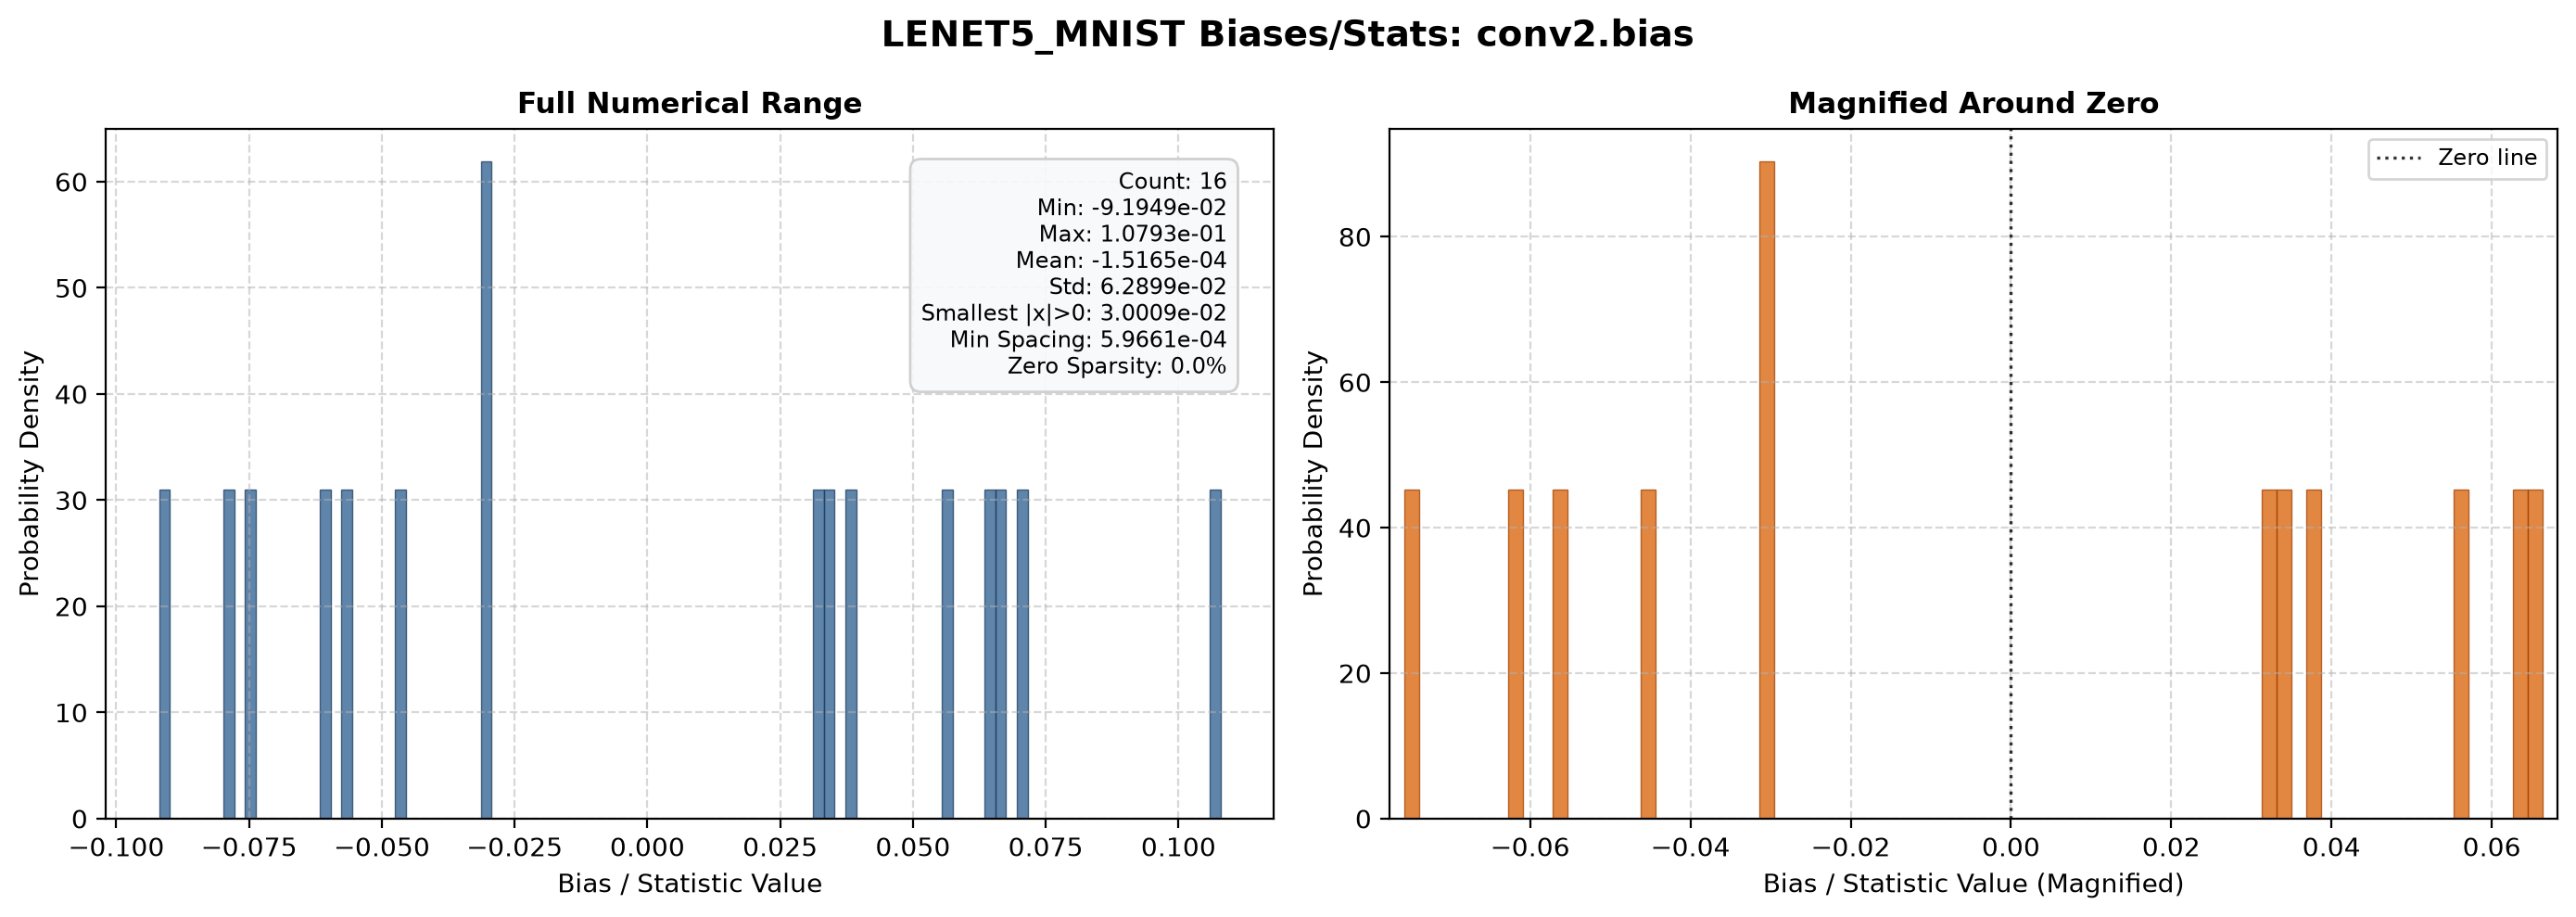 LENET5_MNIST Biases/Stats: conv2.bias
Full Numerical Range
Probability Density
60
50
40
30
20
10
0
Count: 16
Min: -9.1949e-02
Max: 1.0793e-01
Mean: -1.5165e-04
Std: 6.2899e-02
Smallest |x|>0: 3.0009e-02
Min Spacing: 5.9661e-04
Zero Sparsity: 0.0%
−0.100 −0.075 −0.050 −0.025 0.000 0.025 0.050 0.075 0.100
Bias / Statistic Value
Magnified Around Zero
Probability Density
80
60
40
20
0
Zero line
−0.06 −0.04 −0.02 0.00 0.02 0.04 0.06
Bias / Statistic Value (Magnified)